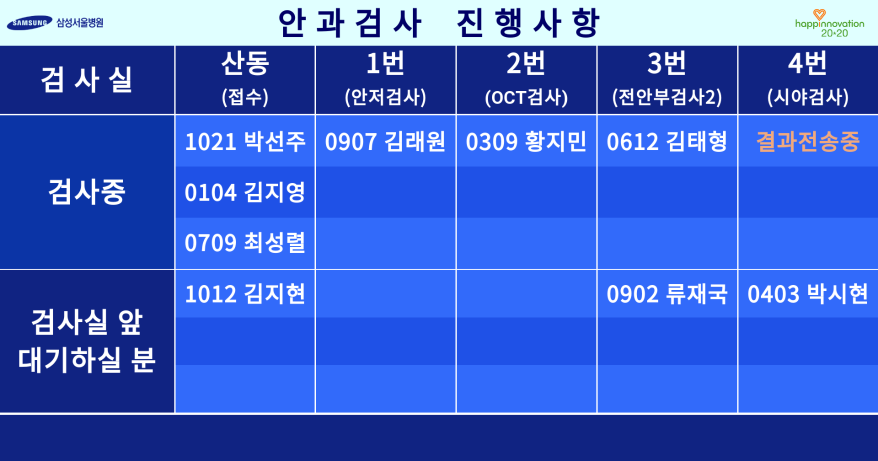 SAMSUNG 삼성서울병원
안과검사 진행사항
happinnovation
20·20
검사실
산동
(접수)
1번
(안저검사)
2번
(OCT검사)
3번
(전안부검사2)
4번
(시야검사)
검사중
1021 박선주
0907 김래원
0309 황지민
0612 김태형
결과전송중
0104 김지영
0709 최성렬
검사실 앞
대기하실 분
1012 김지현
0902 류재국
0403 박시현